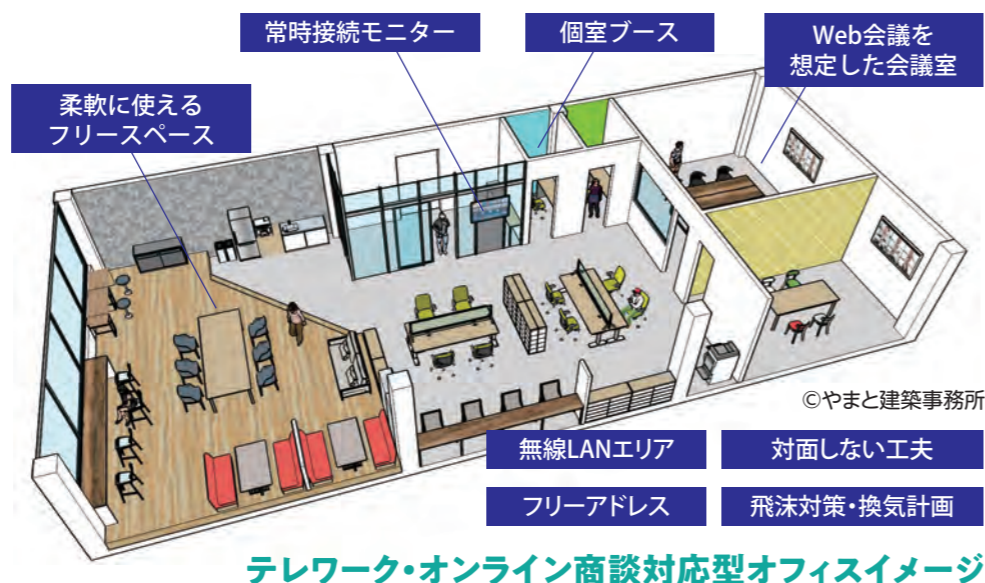 常時接続モニター
個室ブース
Web会議を
想定した会議室
柔軟に使える
フリースペース
©やまと建築事務所
無線LANエリア
対面しない工夫
フリーアドレス
飛沫対策・換気計画
テレワーク・オンライン商談対応型オフィスイメージ